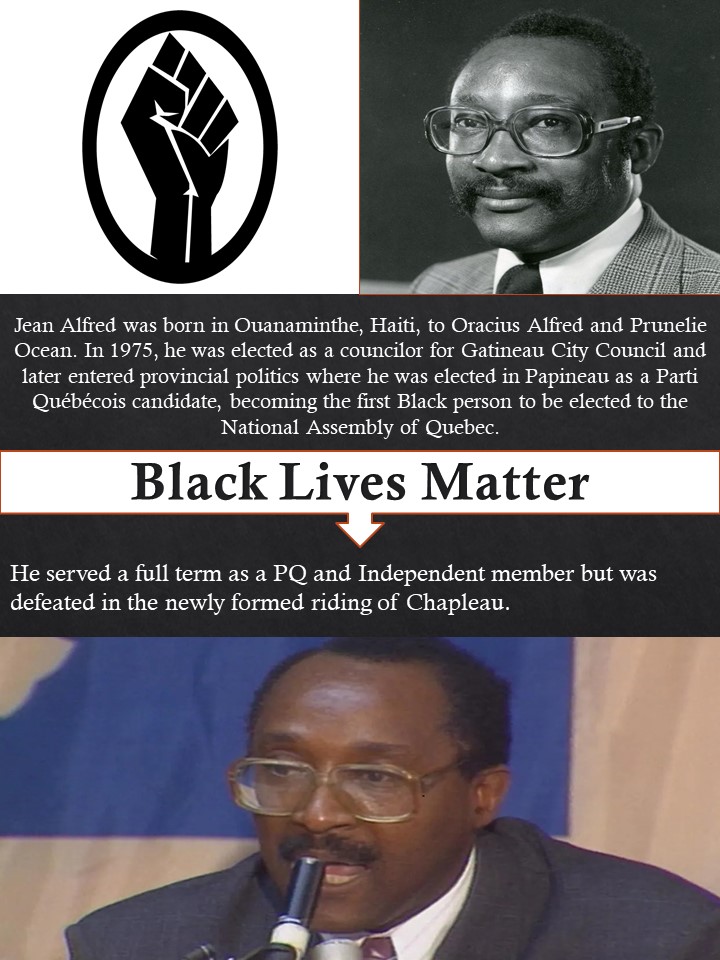 Jean Alfred was born in Ouanaminthe, Haiti, to Oracius Alfred and Prunelie
Ocean. In 1975, he was elected as a councilor for Gatineau City Council and
later entered provincial politics where he was elected in Papineau as a Parti
Québécois candidate, becoming the first Black person to be elected to the
National Assembly of Quebec.
Black Lives Matter
He served a full term as a PQ and Independent member but was
defeated in the newly formed riding of Chapleau.